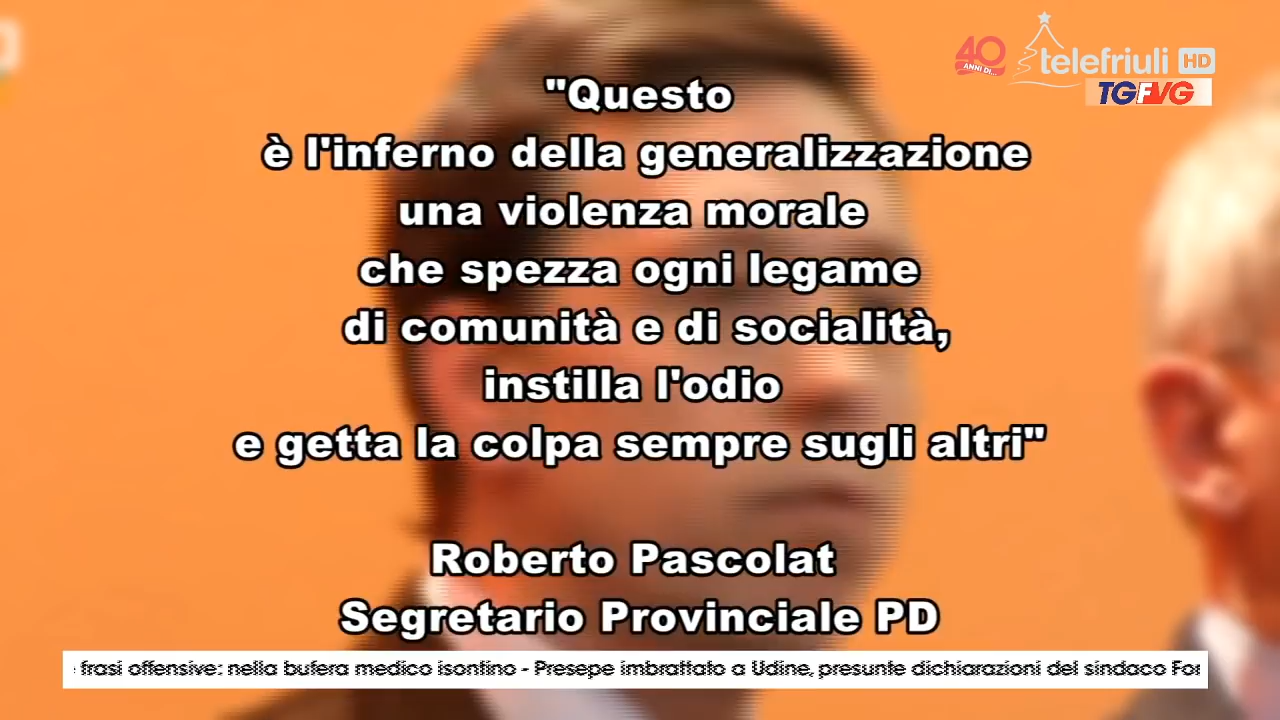 40
ANNI DI...
telefriuli HD
TGFVG
"Questo
è l'inferno della generalizzazione
una violenza morale
che spezza ogni legame
di comunità e di socialità,
instilla l'odio
e getta la colpa sempre sugli altri"
Roberto Pascolat
Segretario Provinciale PD
frasi offensive: nella bufera medico isontino - Presepe imbrattato a Udine, presunte dichiarazioni del sindaco